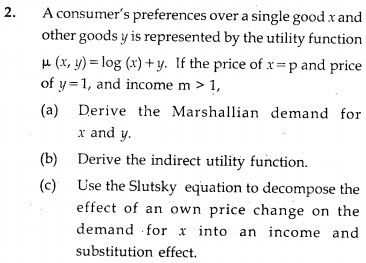 2. A consumer's preferences over a single good x and
other goods y is represented by the utility function
μ (x, y) = log (x) + y. If the price of x = p and price
of y = 1, and income m > 1,
(a) Derive the Marshallian demand for
x and y.
(b) Derive the indirect utility function.
(c) Use the Slutsky equation to decompose the
effect of an own price change on the
demand for x into an income and
substitution effect.